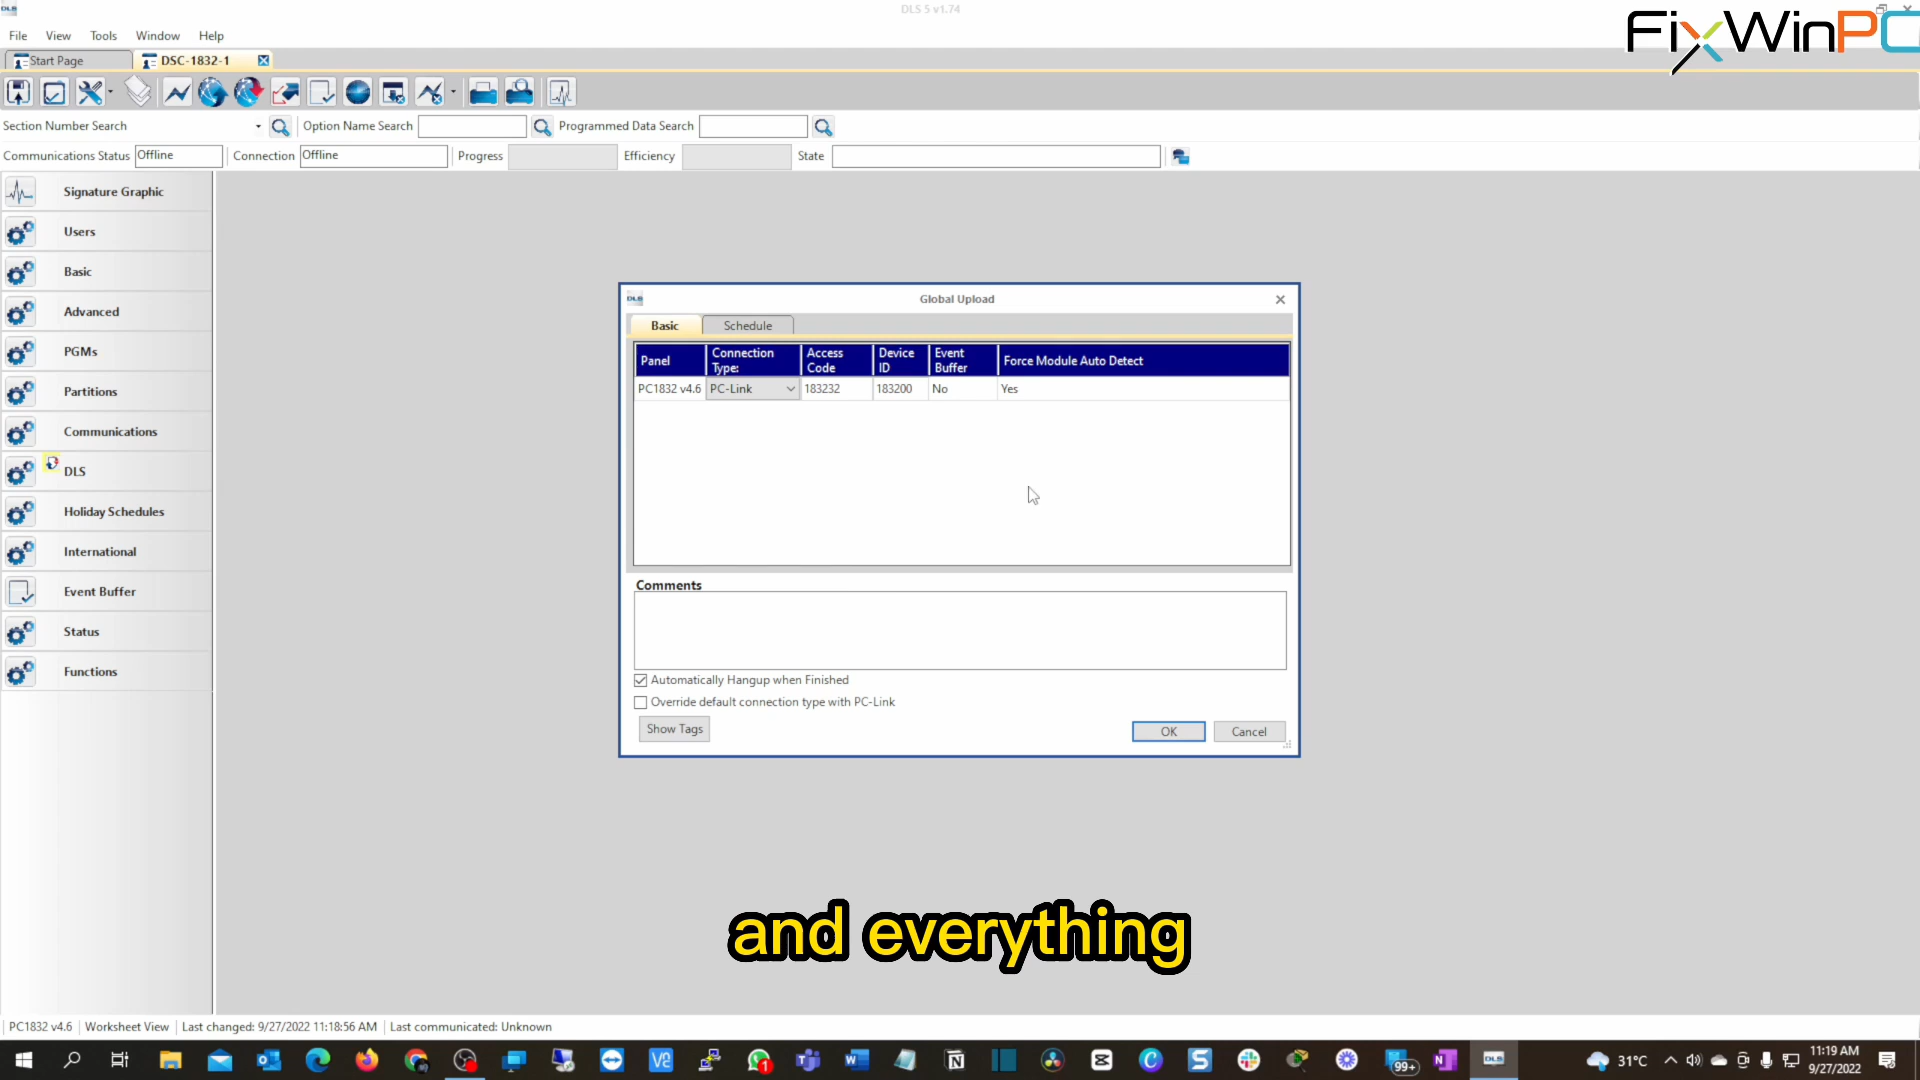 DLS 5 v1.74
FixWinPC
File View Tools Window Help
Start Page DSC-1832-1
Section Number Search Option Name Search Programmed Data Search
Communications Status Offline Connection Offline Progress Efficiency State
Signature Graphic
Users
Basic
Advanced
PGMs
Partitions
Communications
DLS
Holiday Schedules
International
Event Buffer
Status
Functions
Global Upload
Basic Schedule
Panel Connection Type: Access Code Device ID Event Buffer Force Module Auto Detect
PC1832 v4.6 PC-Link 183232 183200 No Yes
Comments
Automatically Hangup when Finished
Override default connection type with PC-Link
Show Tags OK Cancel
and everything
PC1832 v4.6 Worksheet View Last changed: 9/27/2022 11:18:56 AM Last communicated: Unknown
31°C 11:19 AM
9/27/2022
99+